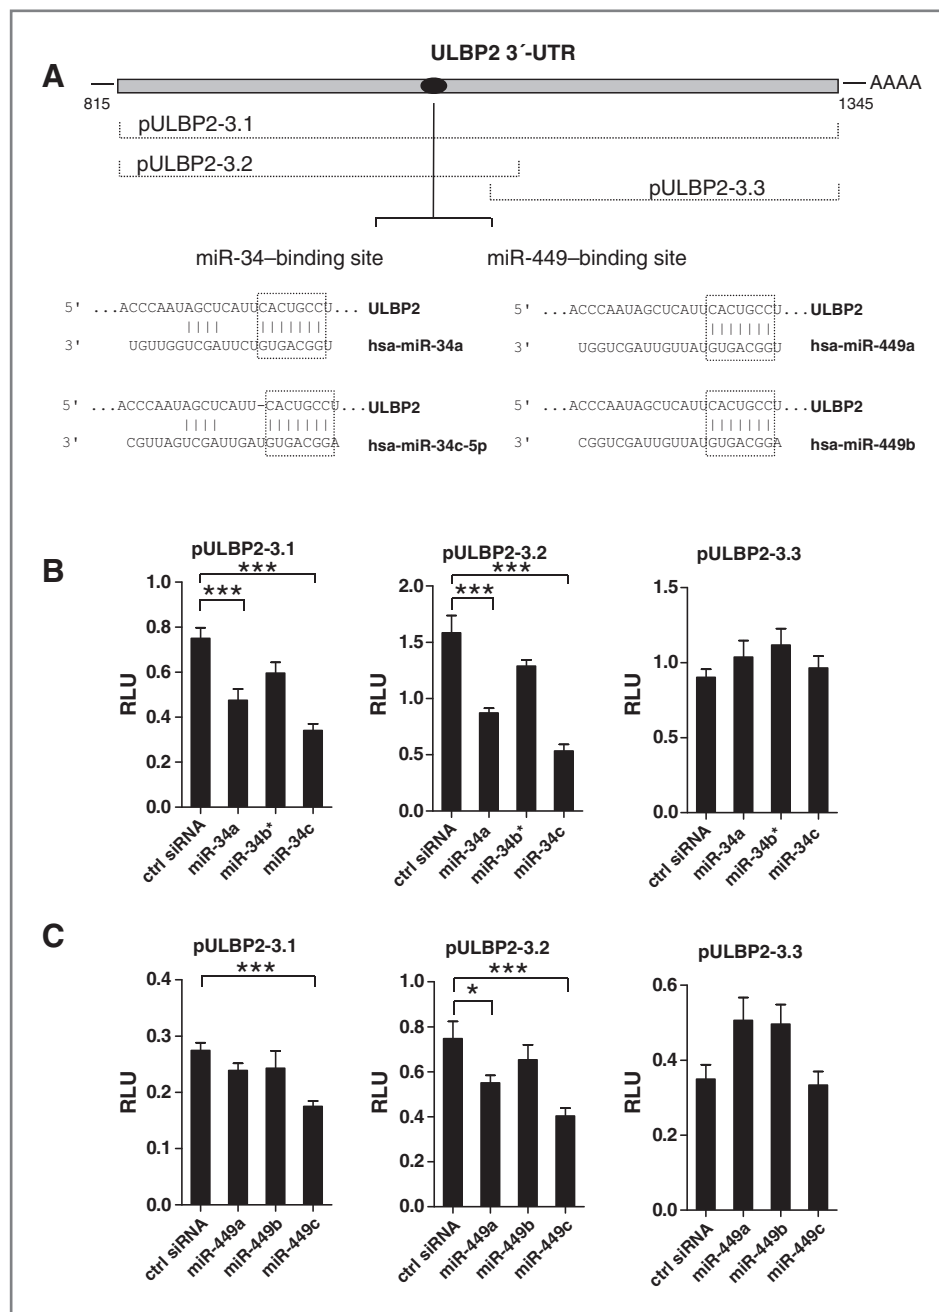 ULBP2 3´-UTR
A
AAAA
815
1345
pULBP2-3.1
pULBP2-3.2
pULBP2-3.3
miR-34–binding site
miR-449–binding site
5' ...ACCCAAUAGCUCAUUCACUGCCU... ULBP2
3' UGUUGGUCGAUUCUGUGACGGU hsa-miR-34a
5' ...ACCCAAUAGCUCAUUCACUGCCU... ULBP2
3' UGGUCGAUUGUUAUGUGACGGU hsa-miR-449a
5' ...ACCCAAUAGCUCAUU-CACUGCCU... ULBP2
3' CGUUAGUCGAUUGAUGUGACGGA hsa-miR-34c-5p
5' ...ACCCAAUAGCUCAUUCACUGCCU... ULBP2
3' CGGUCGAUUGUUAUGUGACGGA hsa-miR-449b
B
pULBP2-3.1
***
***
RLU
1.0
0.8
0.6
0.4
0.2
0.0
ctrl siRNA
miR-34a
miR-34b*
miR-34c
pULBP2-3.2
***
***
RLU
2.0
1.5
1.0
0.5
0.0
ctrl siRNA
miR-34a
miR-34b*
miR-34c
pULBP2-3.3
RLU
1.5
1.0
0.5
0.0
ctrl siRNA
miR-34a
miR-34b*
miR-34c
C
pULBP2-3.1
***
RLU
0.4
0.3
0.2
0.1
0.0
ctrl siRNA
miR-449a
miR-449b
miR-449c
pULBP2-3.2
***
*
RLU
1.0
0.8
0.6
0.4
0.2
0.0
ctrl siRNA
miR-449a
miR-449b
miR-449c
pULBP2-3.3
RLU
0.6
0.4
0.2
0.0
ctrl siRNA
miR-449a
miR-449b
miR-449c